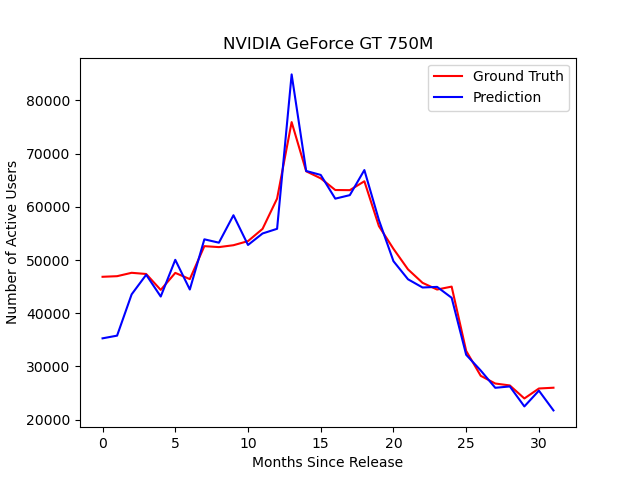 NVIDIA GeForce GT 750M
Ground Truth
Prediction
Number of Active Users
80000
70000
60000
50000
40000
30000
20000
0 5 10 15 20 25 30
Months Since Release